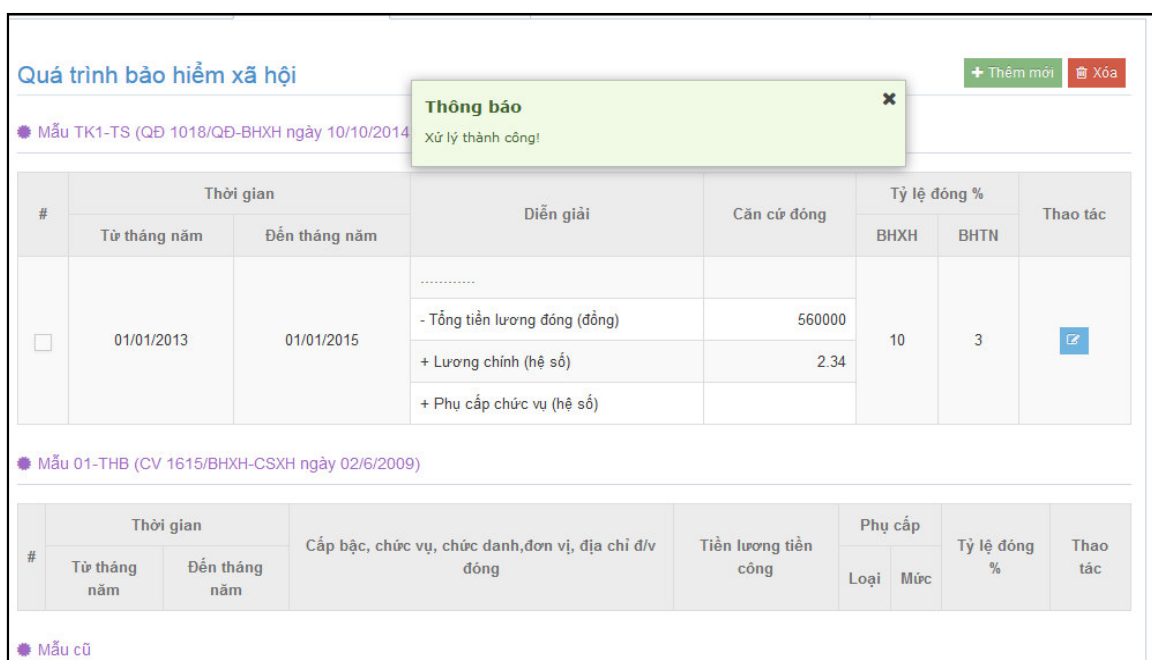 Quá trình bảo hiểm xã hội
+ Thêm mới
Xóa
Thông báo
Xử lý thành công!
Mẫu TK1-TS (QĐ 1018/QĐ-BHXH ngày 10/10/2014
#
Thời gian
Diễn giải
Căn cứ đóng
Tỷ lệ đóng %
Thao tác
Từ tháng năm
Đến tháng năm
BHXH
BHTN
01/01/2013
01/01/2015
............
- Tổng tiền lương đóng (đồng)
560000
+ Lương chính (hệ số)
2.34
+ Phụ cấp chức vụ (hệ số)
10
3
Mẫu 01-THB (CV 1615/BHXH-CSXH ngày 02/6/2009)
#
Thời gian
Cấp bậc, chức vụ, chức danh,đơn vị, địa chỉ đ/v
đóng
Tiền lương tiền
công
Phụ cấp
Tỷ lệ đóng
%
Thao
tác
Từ tháng
năm
Đến tháng
năm
Loại
Mức
Mẫu cũ